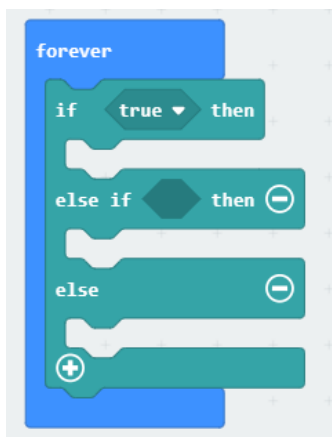 forever
if true then
else if then
else